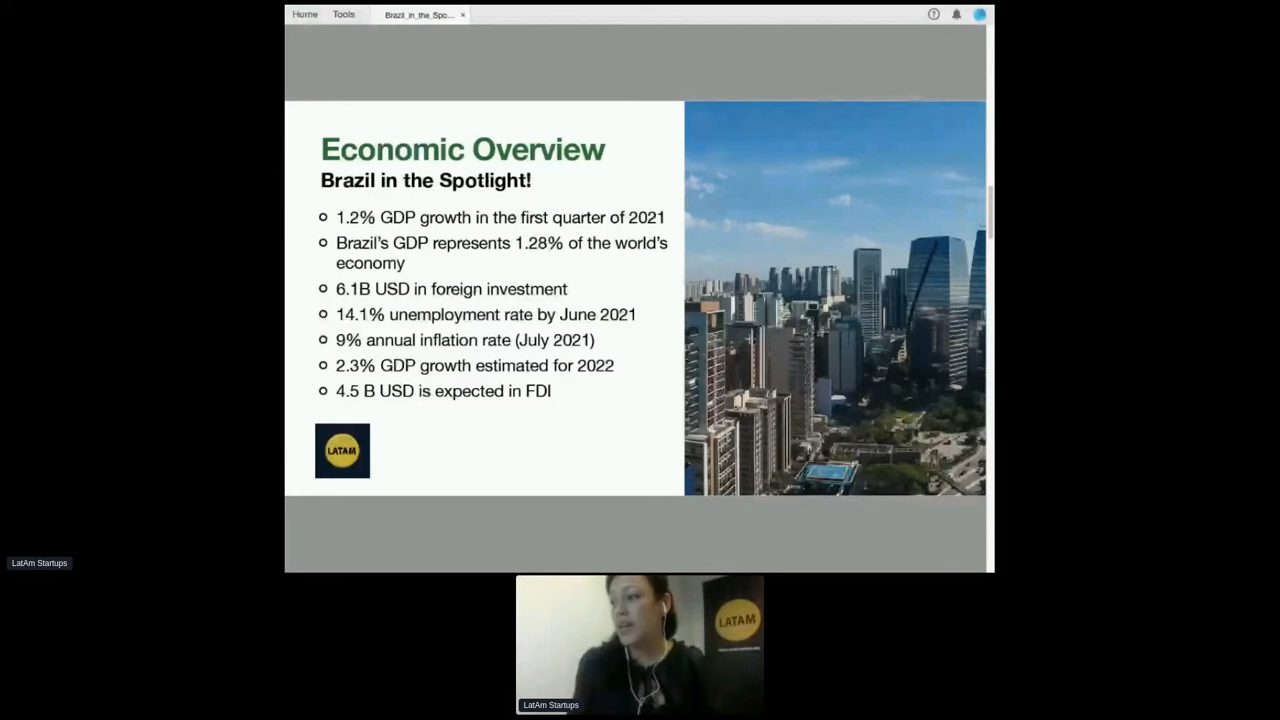 Home Tools Brazil_in_the_Spo... ×
Economic Overview
Brazil in the Spotlight!
1.2% GDP growth in the first quarter of 2021
Brazil’s GDP represents 1.28% of the world’s
economy
6.1B USD in foreign investment
14.1% unemployment rate by June 2021
9% annual inflation rate (July 2021)
2.3% GDP growth estimated for 2022
4.5 B USD is expected in FDI
LATAM
LatAm Startups
LATAM
LatAm Startups